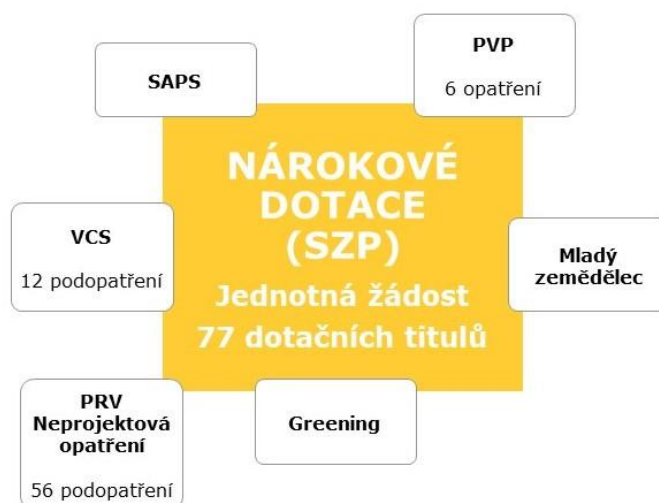 SAPS
PVP
6 opatření
NÁROKOVÉ
DOTACE
(SZP)
Jednotná žádost
77 dotačních titulů
VCS
12 podopatření
Mladý
zemědělec
PRV
Neprojektová
opatření
56 podopatření
Greening